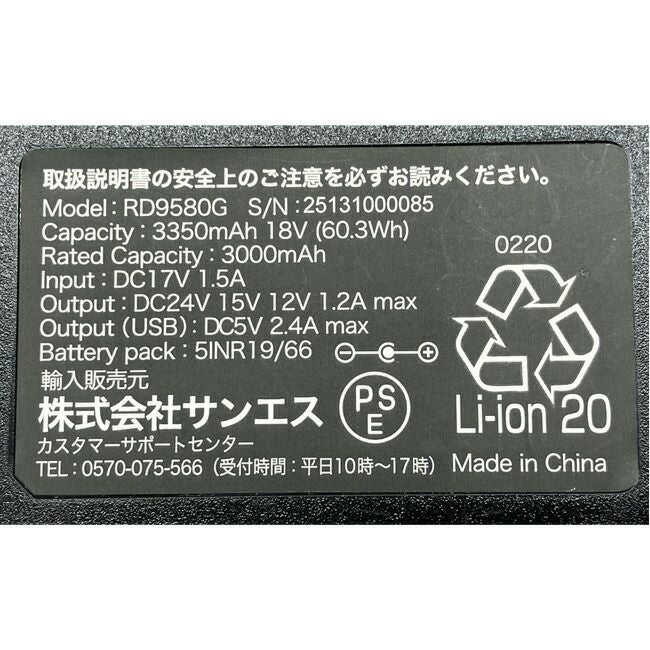 取扱説明書の安全上のご注意を必ずお読みください。
Model : RD9580G S/N : 25131000085
Capacity : 3350mAh 18V (60.3Wh)
Rated Capacity : 3000mAh
Input : DC17V 1.5A
Output : DC24V 15V 12V 1.2A max
Output (USB) : DC5V 2.4A max
Battery pack : 5INR19/66
0220
Li-ion 20
輸入販売元
株式会社サンエス
PSE
カスタマーサポートセンター
TEL : 0570-075-566 (受付時間 : 平日10時〜17時)
Made in China